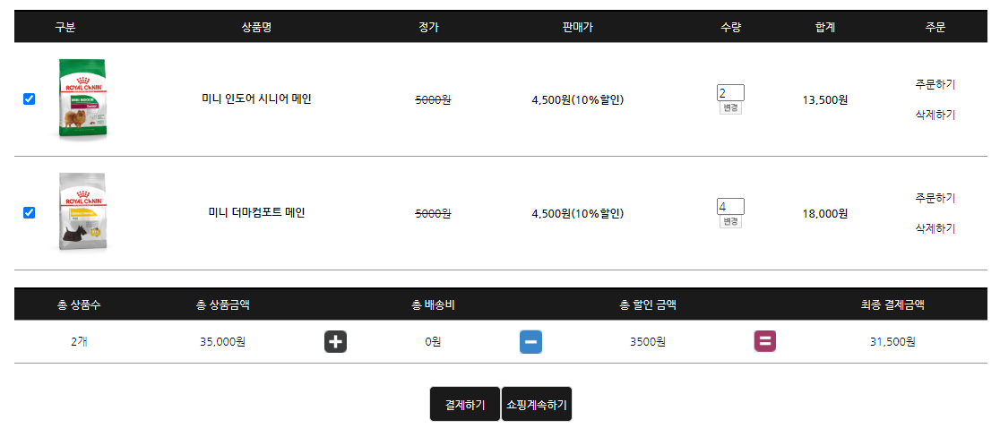 구분 상품명 정가 판매가 수량 합계 주문
ROYAL CANIN
미니 인도어 시니어 메인 5000원 4,500원(10%할인) 2 13,500원 주문하기
변경 삭제하기
ROYAL CANIN
미니 더마컴포트 메인 5000원 4,500원(10%할인) 4 18,000원 주문하기
변경 삭제하기
총 상품수 총 상품금액 총 배송비 총 할인 금액 최종 결제금액
2개 35,000원 + 0원 - 3500원 = 31,500원
결제하기 쇼핑계속하기